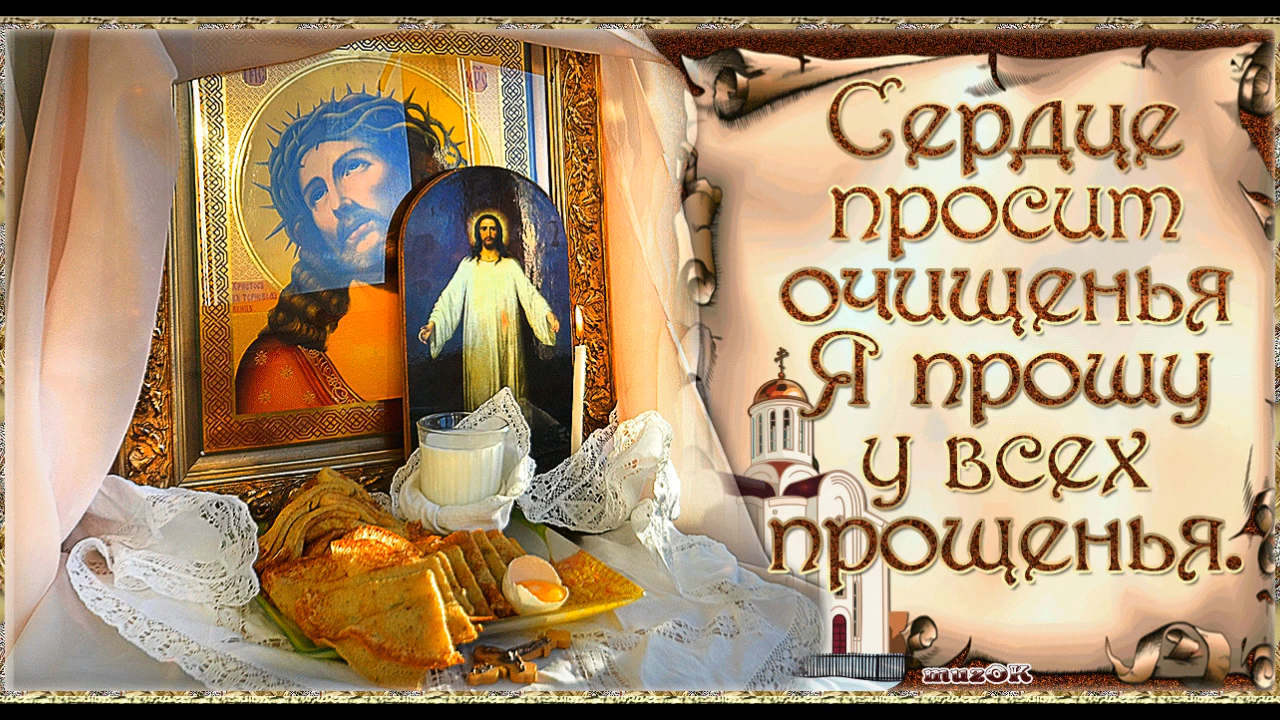 Сердце
просит
очищенья
Я прошу
у всех
прощенья.
muzOK